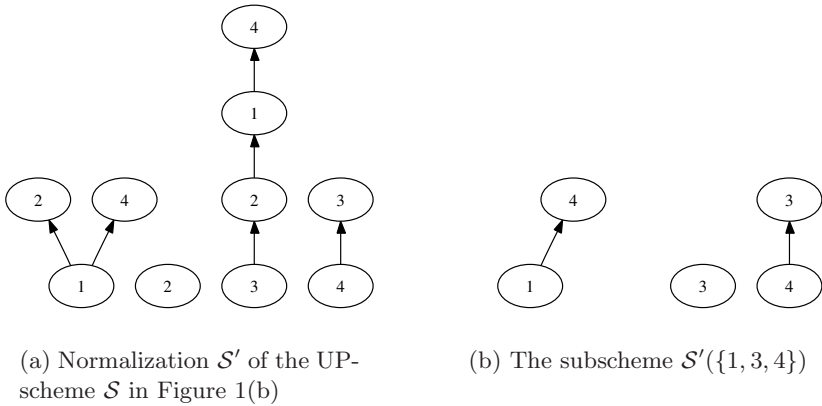 4
1
2 4 2 3
1 2 3 4
4 3
1 3 4
(a) Normalization S′ of the UP-
scheme S in Figure 1(b)
(b) The subscheme S′({1, 3, 4})